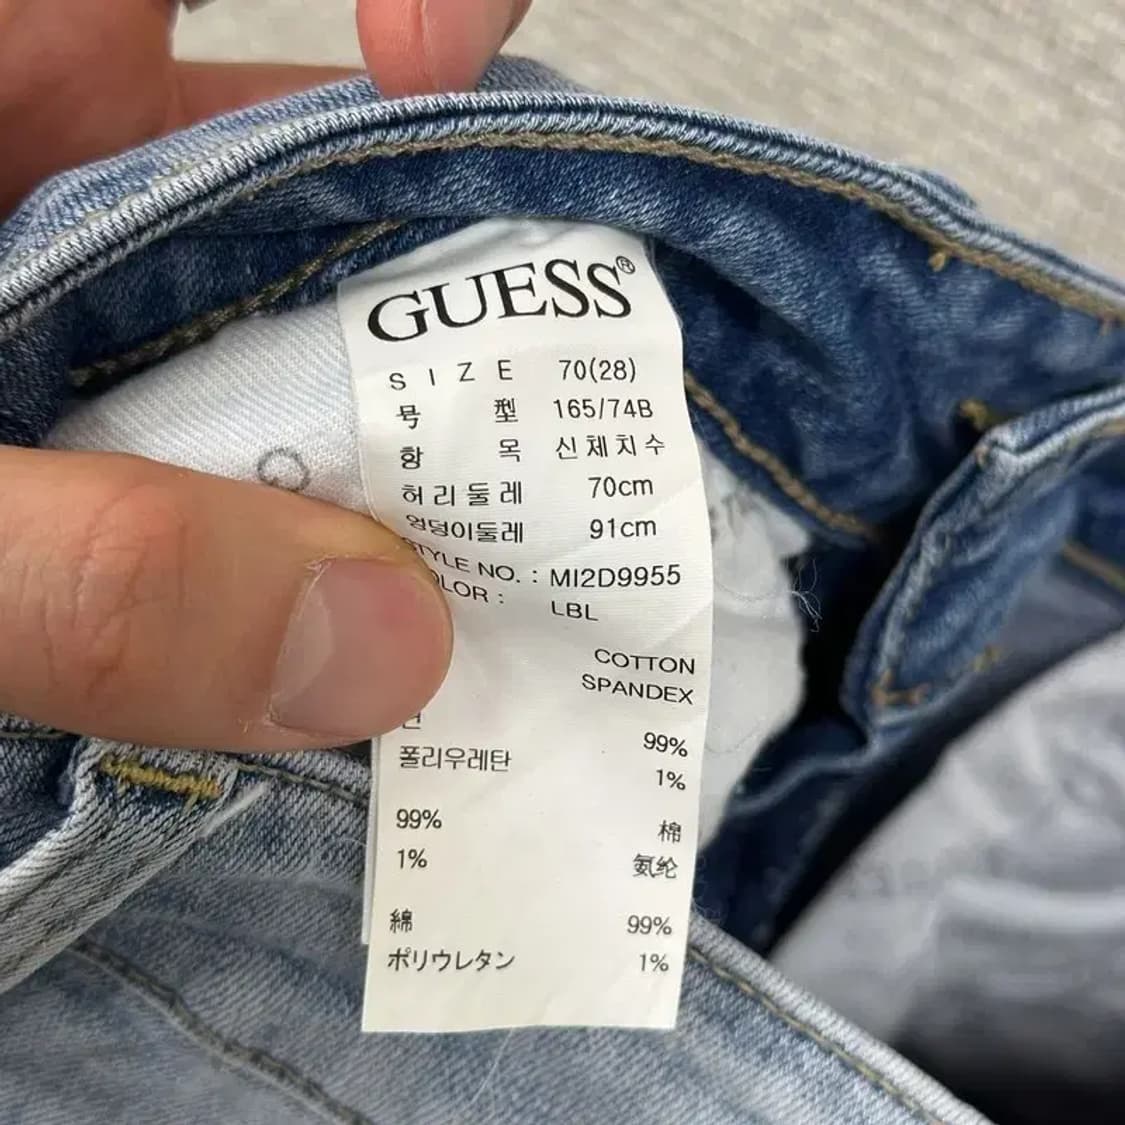 GUESS®
SIZE 70(28)
号型 165/74B
항목 신체치수
허리둘레 70cm
엉덩이둘레 91cm
STYLE NO. : MI2D9955
COLOR : LBL
COTTON
SPANDEX
99%
폴리우레탄
1%
99%
棉
1%
氨纶
綿 99%
ポリウレタン 1%